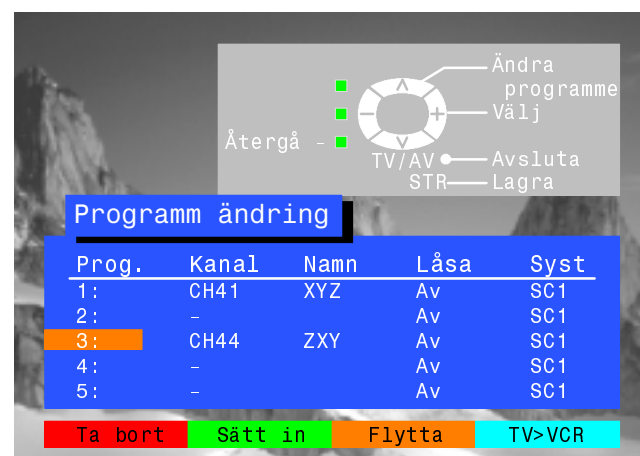 Ändra
programme
Välj
Återgå –
TV/AV Avsluta
STR Lagra
Programm ändring
Prog. Kanal Namn Låsa Syst
1: CH41 XYZ Av SC1
2: – Av SC1
3: CH44 ZXY Av SC1
4: – Av SC1
5: – Av SC1
Ta bort Sätt in Flytta TV>VCR